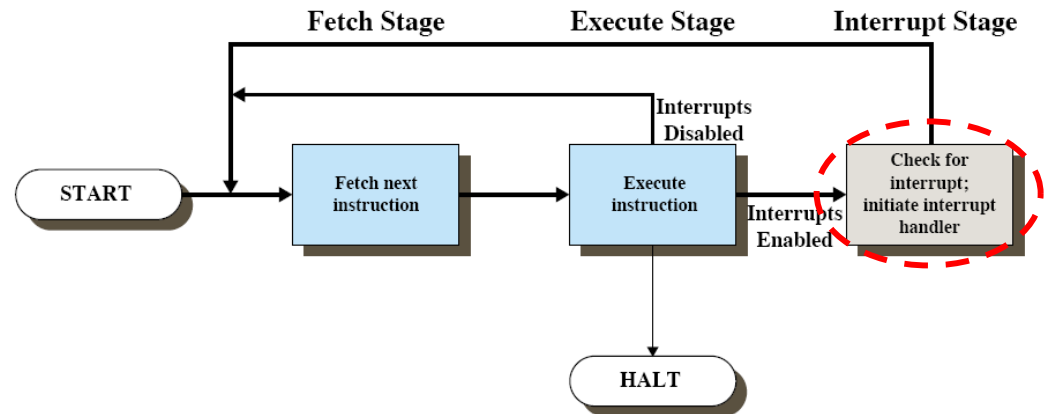 Fetch Stage
Execute Stage
Interrupt Stage
Interrupts
Disabled
START
Fetch next
instruction
Execute
instruction
Interrupts
Enabled
Check for
interrupt;
initiate interrupt
handler
HALT